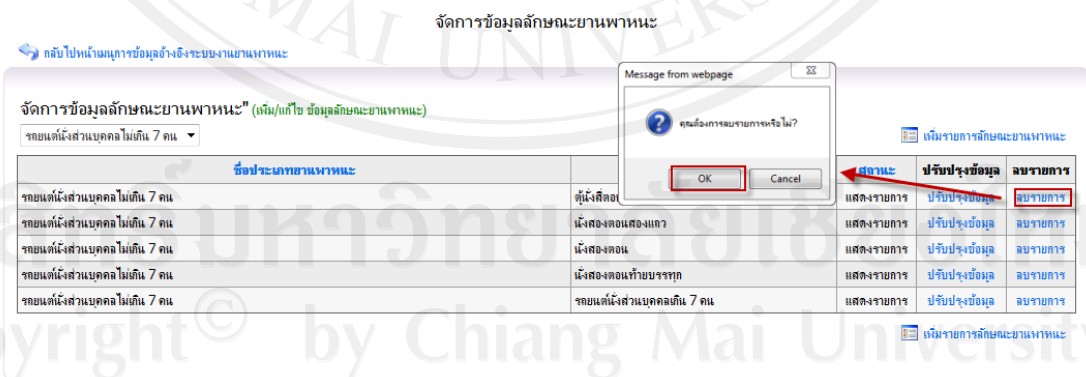 จัดการข้อมูลลักษณะยานพาหนะ
กลับไปหน้าเมนูการข้อมูลอ้างอิงระบบงานยานพาหนะ
Message from webpage
คุณต้องการลบรายการหรือไม่?
OK Cancel
จัดการข้อมูลลักษณะยานพาหนะ" (เพิ่ม/แก้ไข ข้อมูลลักษณะยานพาหนะ)
รถยนต์นั่งส่วนบุคคลไม่เกิน 7 คน
เพิ่มรายการลักษณะยานพาหนะ
ชื่อประเภทยานพาหนะ สถานะ ปรับปรุงข้อมูล ลบรายการ
รถยนต์นั่งส่วนบุคคลไม่เกิน 7 คน ตู้นั่งสี่ตอน แสดงรายการ ปรับปรุงข้อมูล ลบรายการ
รถยนต์นั่งส่วนบุคคลไม่เกิน 7 คน นั่งสองตอนสองแถว แสดงรายการ ปรับปรุงข้อมูล ลบรายการ
รถยนต์นั่งส่วนบุคคลไม่เกิน 7 คน นั่งสองตอน แสดงรายการ ปรับปรุงข้อมูล ลบรายการ
รถยนต์นั่งส่วนบุคคลไม่เกิน 7 คน นั่งสองตอนท้ายบรรทุก แสดงรายการ ปรับปรุงข้อมูล ลบรายการ
รถยนต์นั่งส่วนบุคคลไม่เกิน 7 คน รถยนต์นั่งส่วนบุคคลเกิน 7 คน แสดงรายการ ปรับปรุงข้อมูล ลบรายการ
เพิ่มรายการลักษณะยานพาหนะ
by Chiang Mai